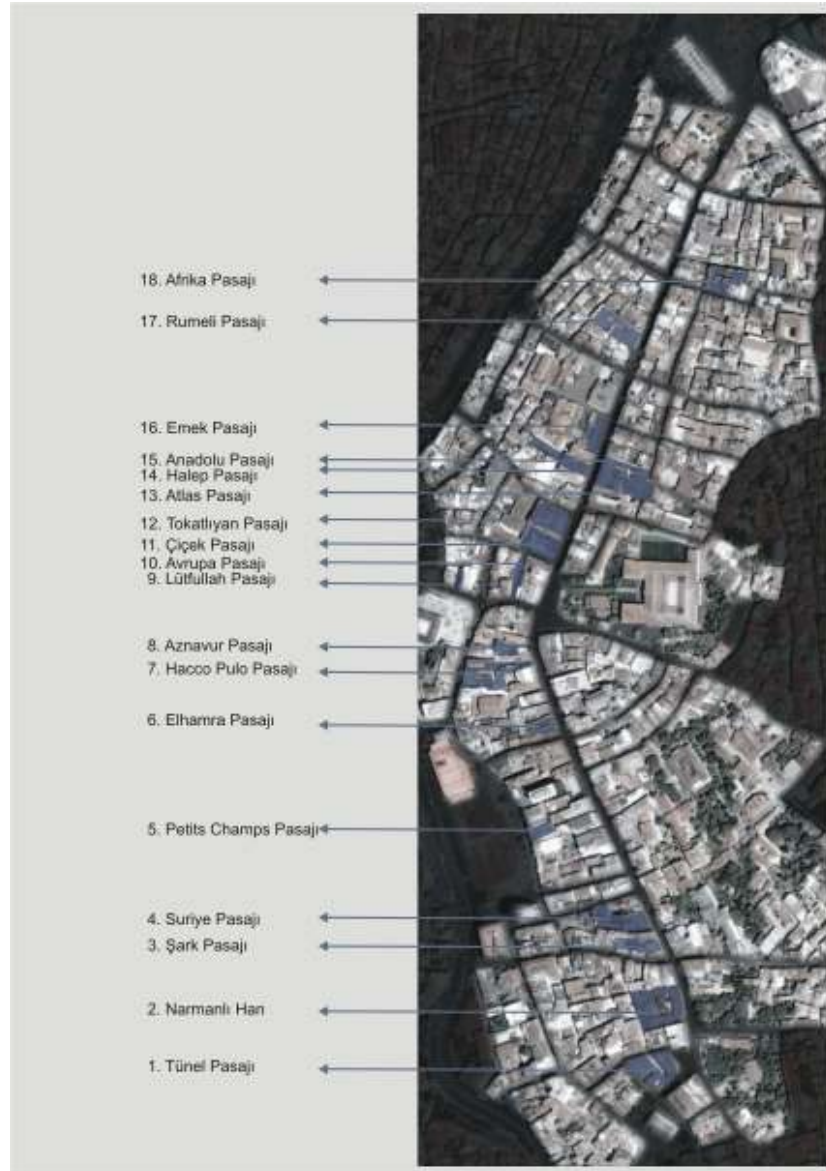 18. Afrika Pasajı
17. Rumeli Pasajı
16. Emek Pasajı
15. Anadolu Pasajı
14. Halep Pasajı
13. Atlas Pasajı
12. Tokatlıyan Pasajı
11. Çiçek Pasajı
10. Avrupa Pasajı
9. Lütfullah Pasajı
8. Aznavur Pasajı
7. Hacco Pulo Pasajı
6. Elhamra Pasajı
5. Petits Champs Pasajı
4. Suriye Pasajı
3. Şark Pasajı
2. Narmanlı Han
1. Tünel Pasajı